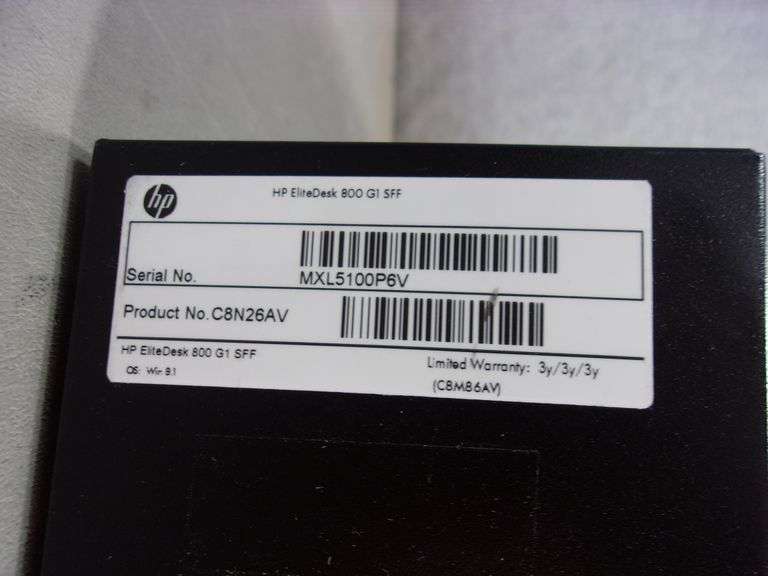 hp
HP EliteDesk 800 G1 SFF
Serial No. MXL5100P6V
Product No. C8N26AV
HP EliteDesk 800 G1 SFF
Limited Warranty: 3y/3y/3y
OS: Win 8.1
(C8M86AV)